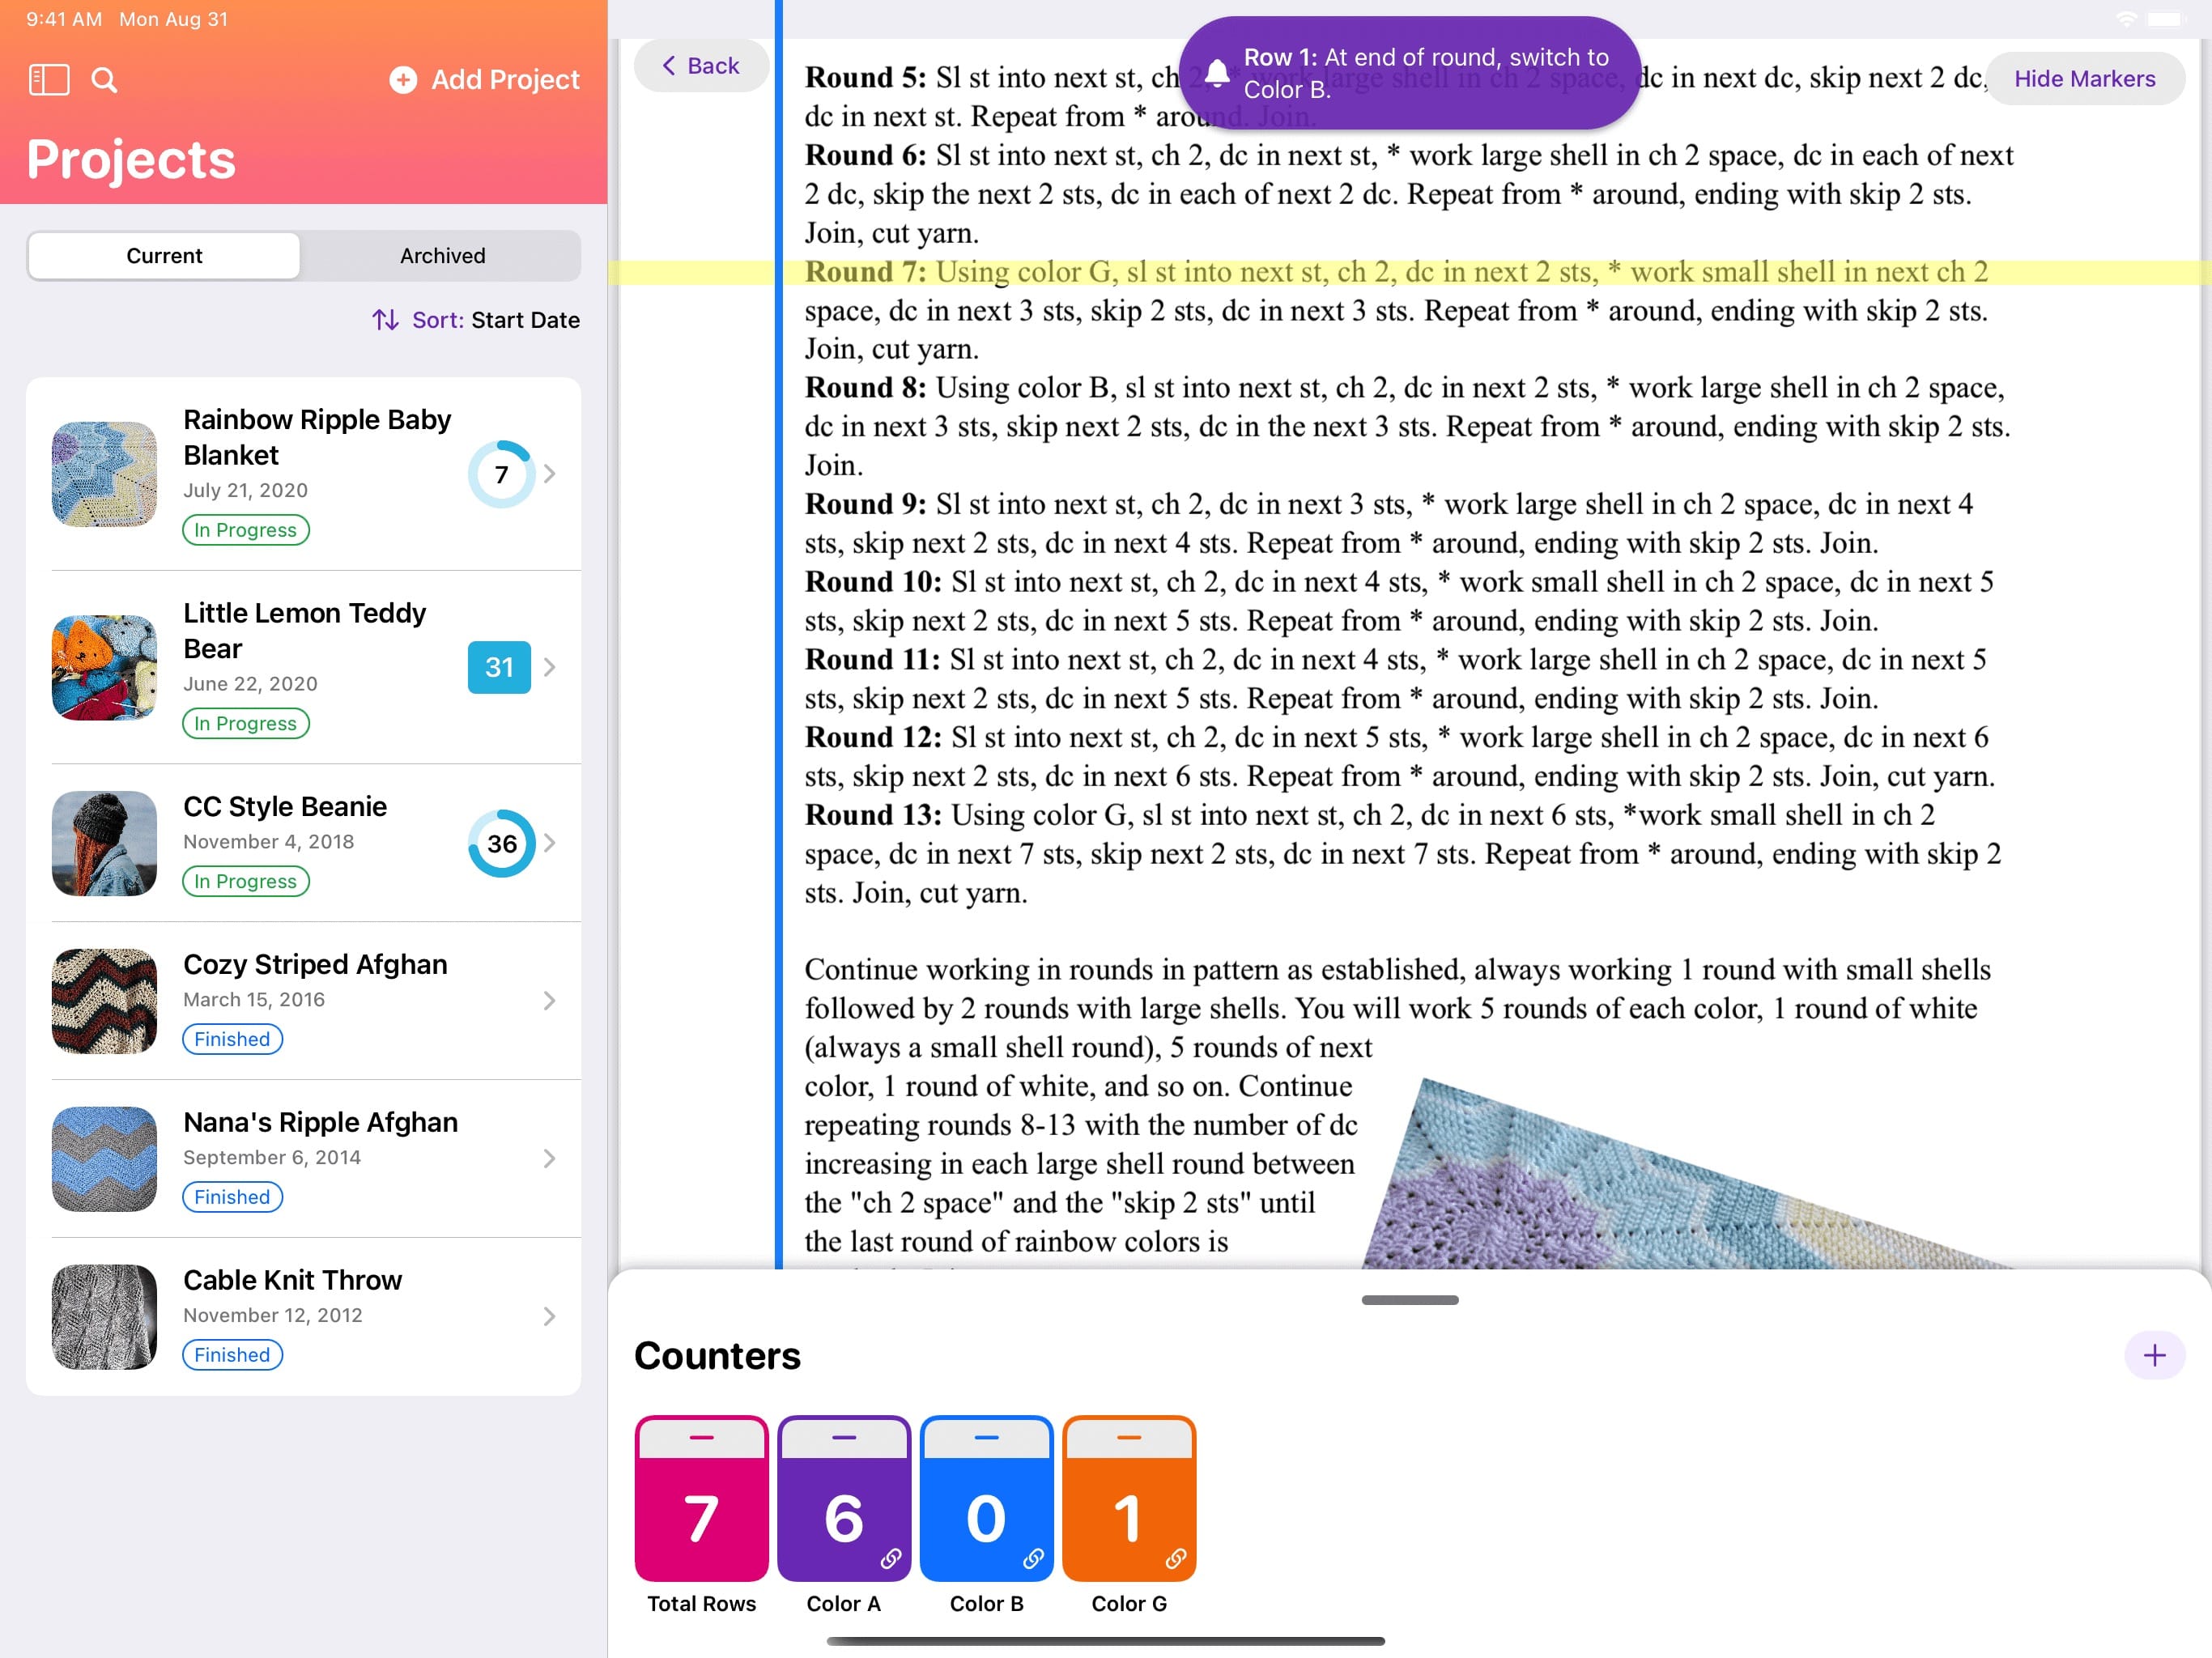 9:41 AM Mon Aug 31
Add Project
Projects
Current
Archived
Sort: Start Date
Rainbow Ripple Baby
Blanket
July 21, 2020
In Progress
7
Little Lemon Teddy
Bear
June 22, 2020
In Progress
31
CC Style Beanie
November 4, 2018
In Progress
36
Cozy Striped Afghan
March 15, 2016
Finished
Nana's Ripple Afghan
September 6, 2014
Finished
Cable Knit Throw
November 12, 2012
Finished
Back
Row 1: At end of round, switch to
Color B.
Hide Markers
Round 5: Sl st into next st, ch 2, * work large shell in ch 2 space, dc in next dc, skip next 2 dc,
dc in next st. Repeat from * around. Join.
Round 6: Sl st into next st, ch 2, dc in next st, * work large shell in ch 2 space, dc in each of next
2 dc, skip the next 2 sts, dc in each of next 2 dc. Repeat from * around, ending with skip 2 sts.
Join, cut yarn.
Round 7: Using color G, sl st into next st, ch 2, dc in next 2 sts, * work small shell in next ch 2
space, dc in next 3 sts, skip 2 sts, dc in next 3 sts. Repeat from * around, ending with skip 2 sts.
Join, cut yarn.
Round 8: Using color B, sl st into next st, ch 2, dc in next 2 sts, * work large shell in ch 2 space,
dc in next 3 sts, skip next 2 sts, dc in the next 3 sts. Repeat from * around, ending with skip 2 sts.
Join.
Round 9: Sl st into next st, ch 2, dc in next 3 sts, * work large shell in ch 2 space, dc in next 4
sts, skip next 2 sts, dc in next 4 sts. Repeat from * around, ending with skip 2 sts. Join.
Round 10: Sl st into next st, ch 2, dc in next 4 sts, * work small shell in ch 2 space, dc in next 5
sts, skip next 2 sts, dc in next 5 sts. Repeat from * around, ending with skip 2 sts. Join.
Round 11: Sl st into next st, ch 2, dc in next 4 sts, * work large shell in ch 2 space, dc in next 5
sts, skip next 2 sts, dc in next 5 sts. Repeat from * around, ending with skip 2 sts. Join.
Round 12: Sl st into next st, ch 2, dc in next 5 sts, * work large shell in ch 2 space, dc in next 6
sts, skip next 2 sts, dc in next 6 sts. Repeat from * around, ending with skip 2 sts. Join, cut yarn.
Round 13: Using color G, sl st into next st, ch 2, dc in next 6 sts, *work small shell in ch 2
space, dc in next 7 sts, skip next 2 sts, dc in next 7 sts. Repeat from * around, ending with skip 2
sts. Join, cut yarn.
Continue working in rounds in pattern as established, always working 1 round with small shells
followed by 2 rounds with large shells. You will work 5 rounds of each color, 1 round of white
(always a small shell round), 5 rounds of next
color, 1 round of white, and so on. Continue
repeating rounds 8-13 with the number of dc
increasing in each large shell round between
the "ch 2 space" and the "skip 2 sts" until
the last round of rainbow colors is
Counters
7
6
0
1
Total Rows
Color A
Color B
Color G